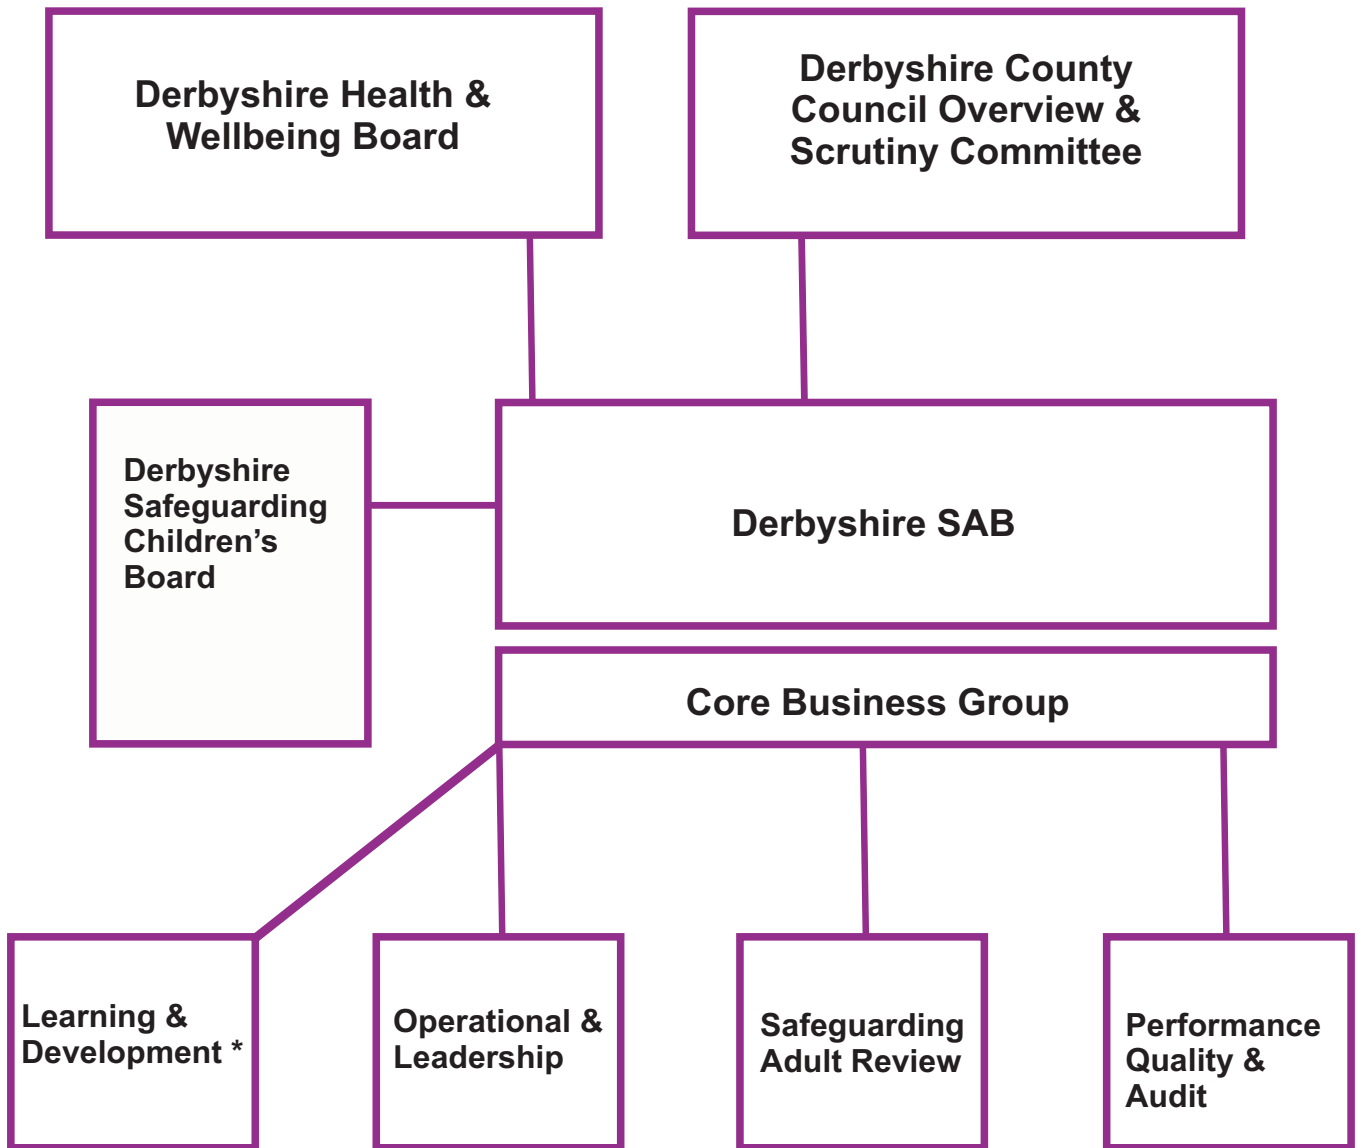 Derbyshire Health &
Wellbeing Board
Derbyshire County
Council Overview &
Scrutiny Committee
Derbyshire
Safeguarding
Children’s
Board
Derbyshire SAB
Core Business Group
Learning &
Development *
Operational &
Leadership
Safeguarding
Adult Review
Performance
Quality &
Audit